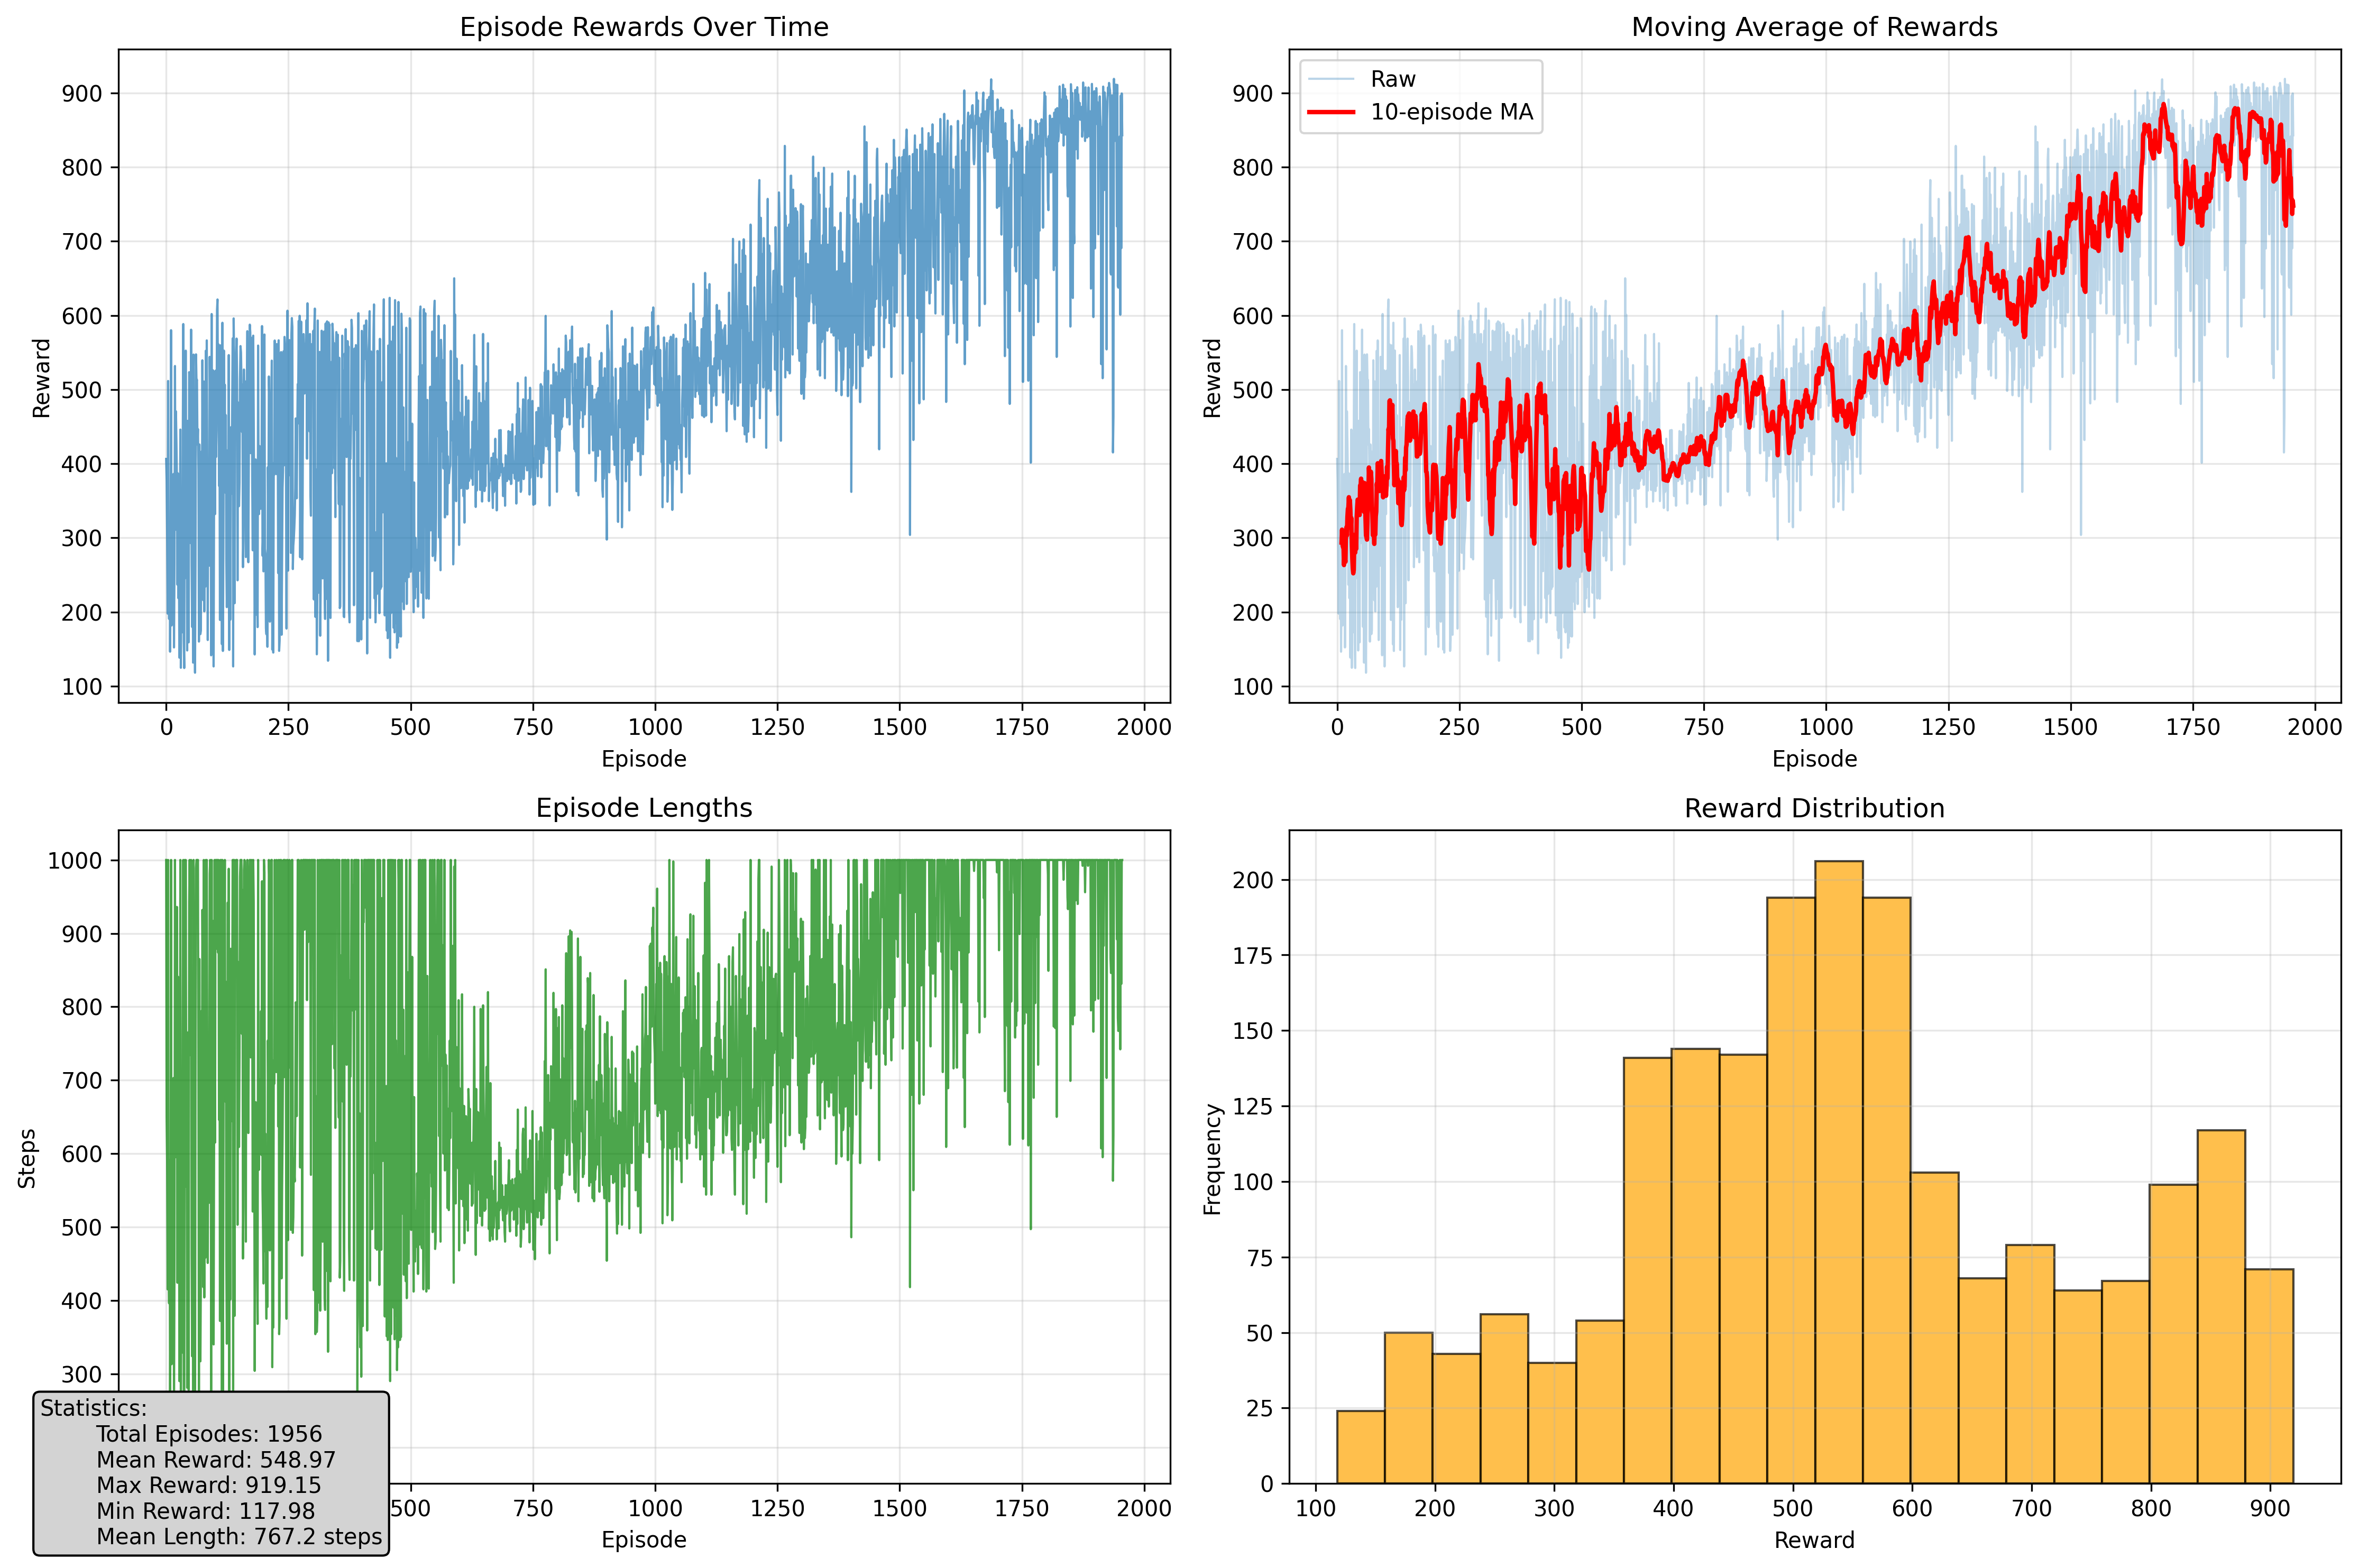 Episode Rewards Over Time
Reward
900
800
700
600
500
400
300
200
100
0 250 500 750 1000 1250 1500 1750 2000
Episode
Moving Average of Rewards
Raw
10-episode MA
Reward
900
800
700
600
500
400
300
200
100
0 250 500 750 1000 1250 1500 1750 2000
Episode
Episode Lengths
Steps
1000
900
800
700
600
500
400
300
500 750 1000 1250 1500 1750 2000
Episode
Statistics:
Total Episodes: 1956
Mean Reward: 548.97
Max Reward: 919.15
Min Reward: 117.98
Mean Length: 767.2 steps
Reward Distribution
Frequency
200
175
150
125
100
75
50
25
0
100 200 300 400 500 600 700 800 900
Reward